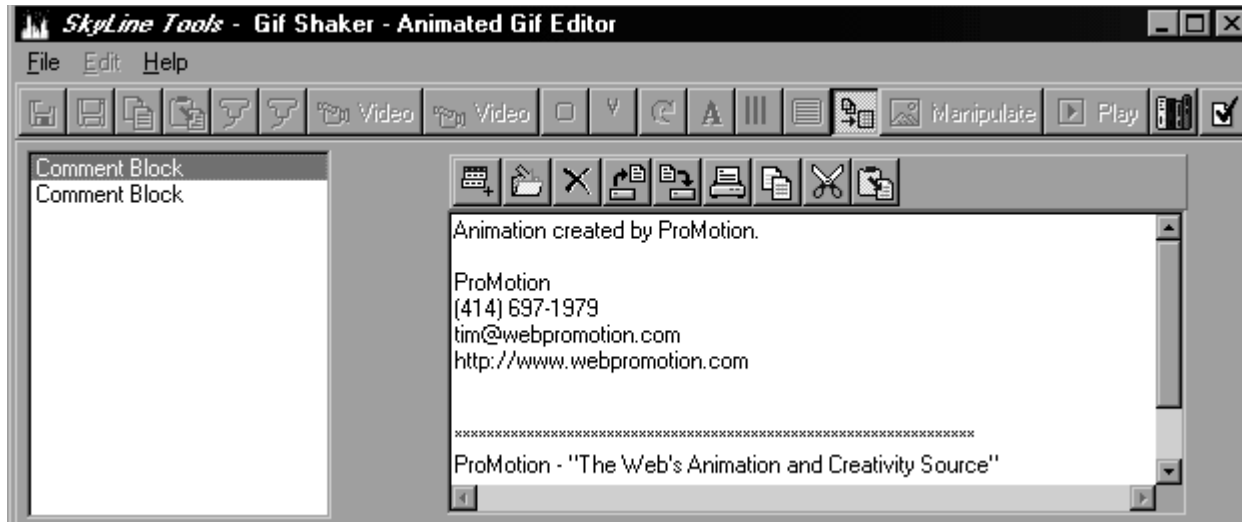 SkyLine Tools - Gif Shaker - Animated Gif Editor
File Edit Help
Video Video Manipulate Play
Comment Block
Comment Block
Animation created by ProMotion.
ProMotion
(414) 697-1979
tim@webpromotion.com
http://www.webpromotion.com
ProMotion - "The Web's Animation and Creativity Source"